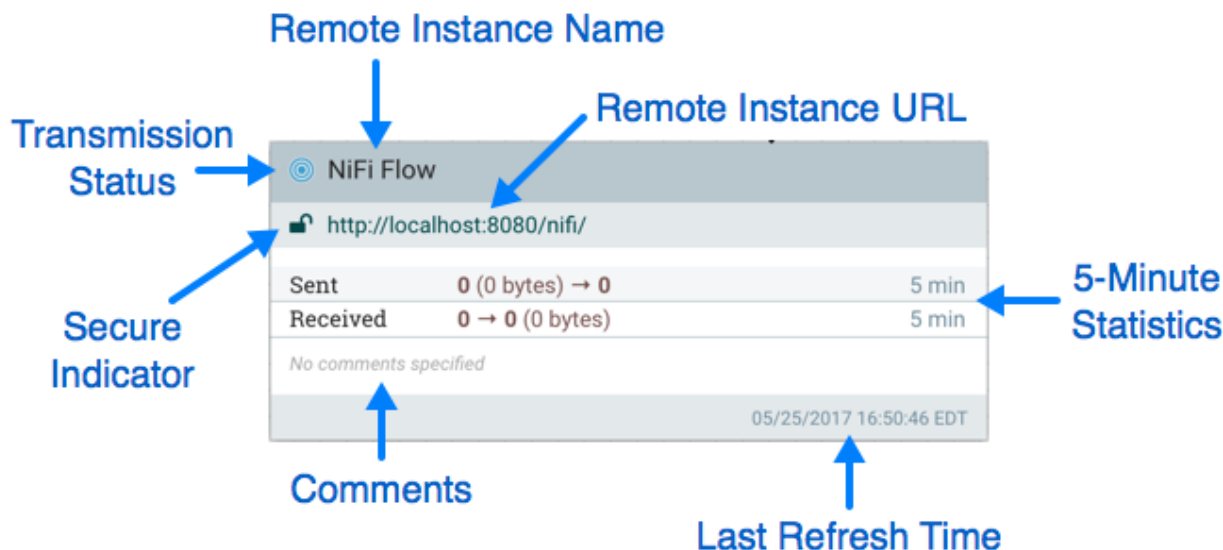 Remote Instance Name
Remote Instance URL
Transmission
Status
NiFi Flow
http://localhost:8080/nifi/
Sent 0 (0 bytes) → 0 5 min
Received 0 → 0 (0 bytes) 5 min
5-Minute
Statistics
Secure
Indicator
No comments specified
05/25/2017 16:50:46 EDT
Comments
Last Refresh Time